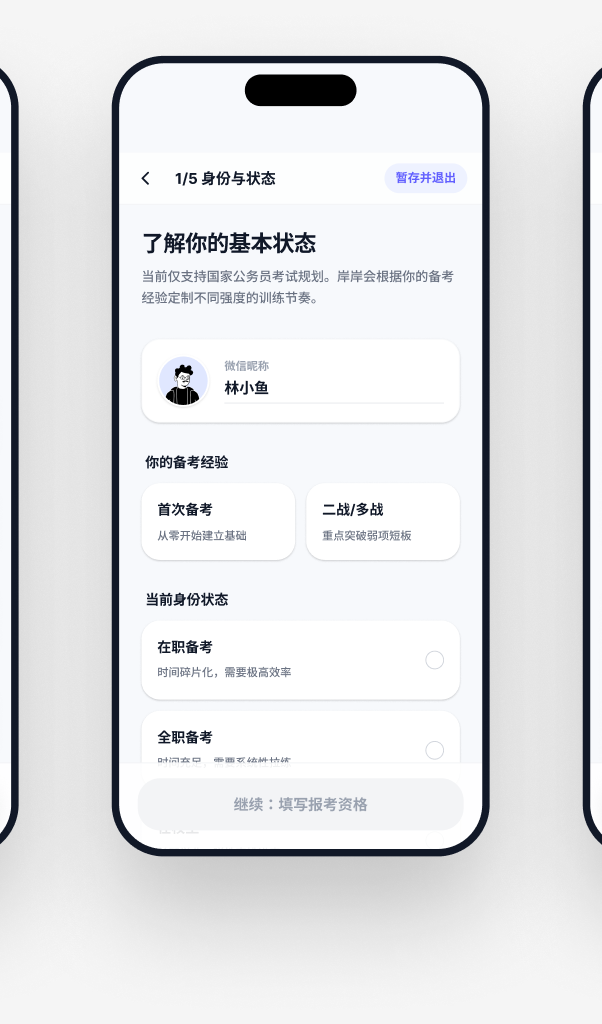 1/5 身份与状态
暂存并退出
了解你的基本状态
当前仅支持国家公务员考试规划。岸岸会根据你的备考
经验定制不同强度的训练节奏。
微信昵称
林小鱼
你的备考经验
首次备考
从零开始建立基础
二战/多战
重点突破弱项短板
当前身份状态
在职备考
时间碎片化，需要极高效率
全职备考
继续：填写报考资格